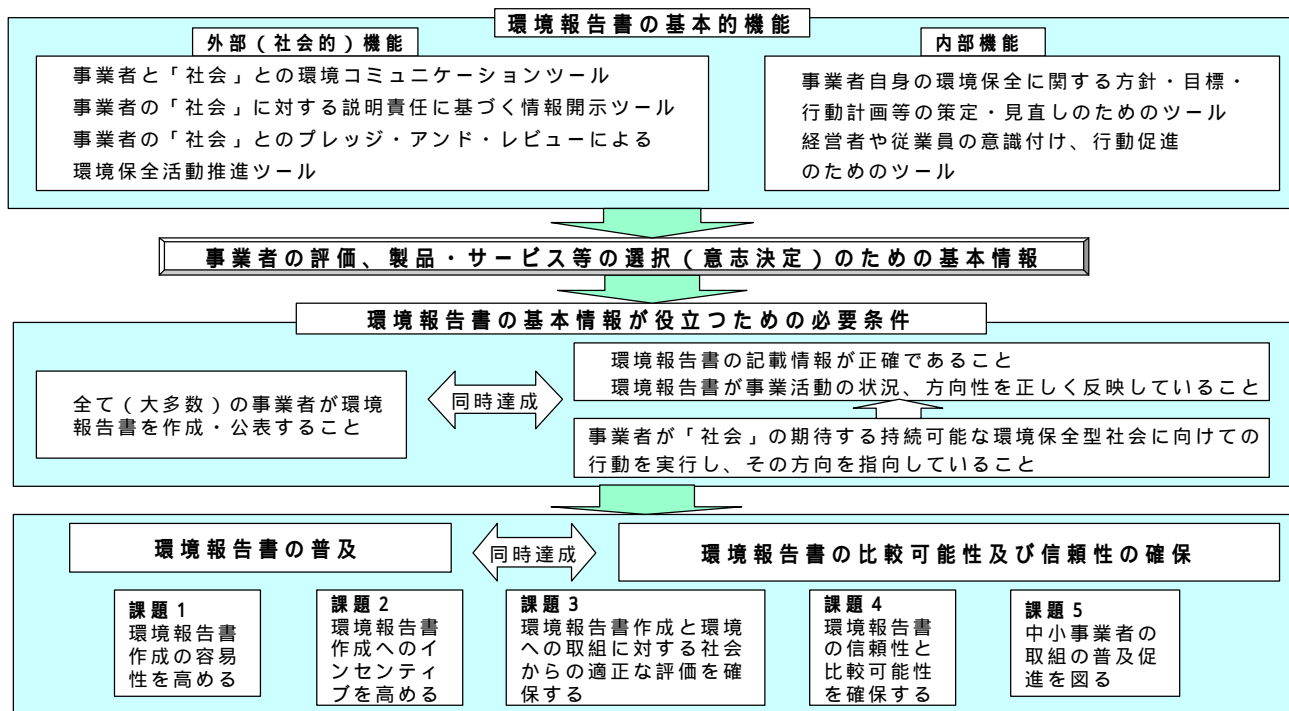 環境報告書の基本的機能
外部(社会的)機能
事業者と「社会」との環境コミュニケーションツール
事業者の「社会」に対する説明責任に基づく情報開示ツール
事業者の「社会」とのプレッジ・アンド・レビューによる
環境保全活動推進ツール
内部機能
事業者自身の環境保全に関する方針・目標・
行動計画等の策定・見直しのためのツール
経営者や従業員の意識付け、行動促進
のためのツール
事業者の評価、製品・サービス等の選択(意志決定)のための基本情報
環境報告書の基本情報が役立つための必要条件
全て(大多数)の事業者が環境
報告書を作成・公表すること
同時達成
環境報告書の記載情報が正確であること
環境報告書が事業活動の状況、方向性を正しく反映していること
事業者が「社会」の期待する持続可能な環境保全型社会に向けての
行動を実行し、その方向を指向していること
環境報告書の普及
同時達成
環境報告書の比較可能性及び信頼性の確保
課題1
環境報告書
作成の容易
性を高める
課題2
環境報告書
作成へのイ
ンセンティ
ブを高める
課題3
環境報告書作成と環境
への取組に対する社会
からの適正な評価を確
保する
課題4
環境報告書
の信頼性と
比較可能性
を確保する
課題5
中小事業者の
取組の普及促
進を図る